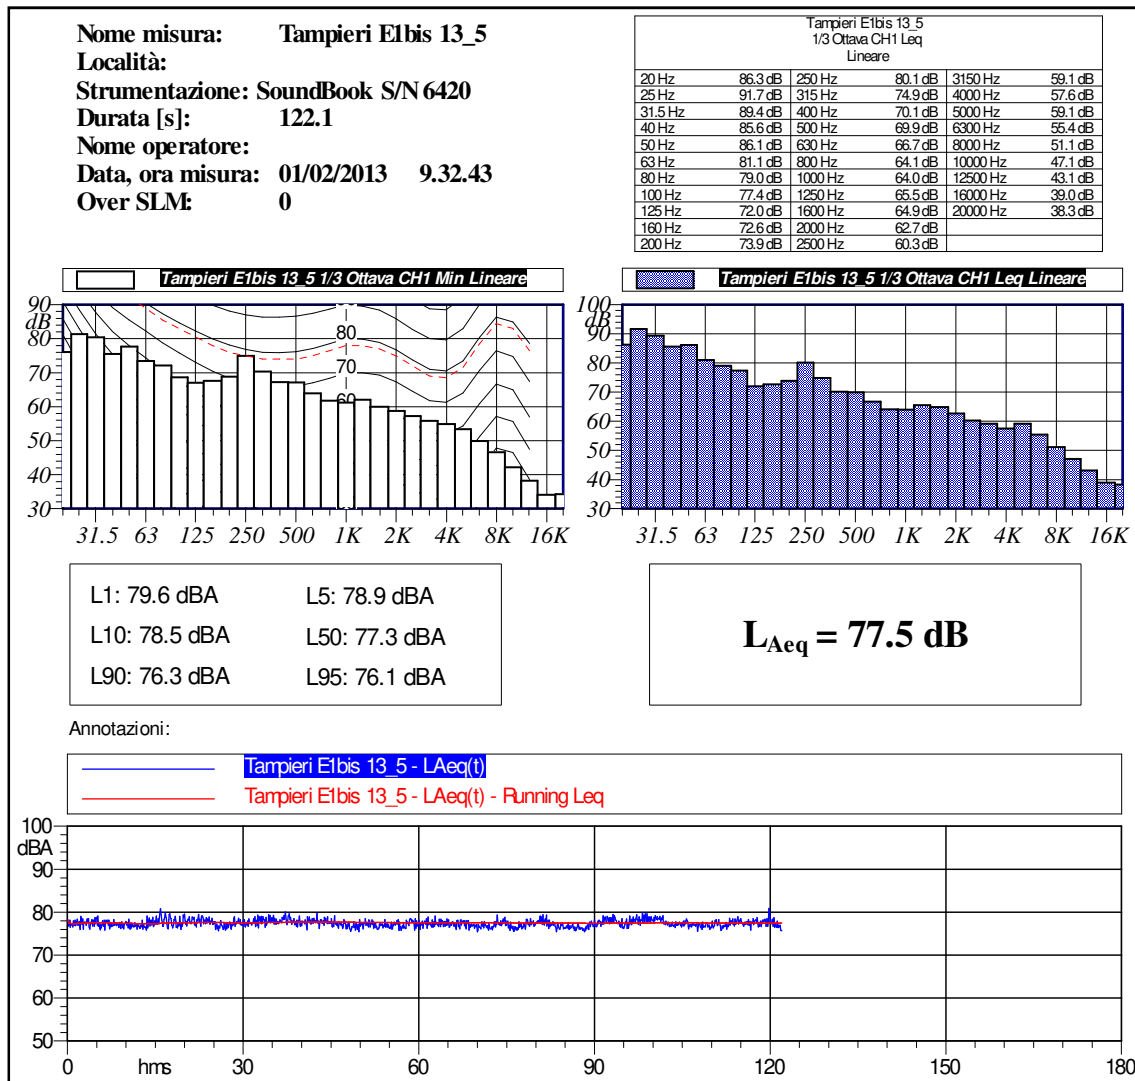 Nome misura: Tampieri E1bis 13_5
Località:
Strumentazione: SoundBook S/N 6420
Durata [s]: 122.1
Nome operatore:
Data, ora misura: 01/02/2013 9.32.43
Over SLM: 0
Tampieri E1bis 13_5
1/3 Ottava CH1 Leq
Lineare
20 Hz 86.3 dB 250 Hz 80.1 dB 3150 Hz 59.1 dB
25 Hz 91.7 dB 315 Hz 74.9 dB 4000 Hz 57.6 dB
31.5 Hz 89.4 dB 400 Hz 70.1 dB 5000 Hz 59.1 dB
40 Hz 85.6 dB 500 Hz 69.9 dB 6300 Hz 55.4 dB
50 Hz 86.1 dB 630 Hz 66.7 dB 8000 Hz 51.1 dB
63 Hz 81.1 dB 800 Hz 64.1 dB 10000 Hz 47.1 dB
80 Hz 79.0 dB 1000 Hz 64.0 dB 12500 Hz 43.1 dB
100 Hz 77.4 dB 1250 Hz 65.5 dB 16000 Hz 39.0 dB
125 Hz 72.0 dB 1600 Hz 64.9 dB 20000 Hz 38.3 dB
160 Hz 72.6 dB 2000 Hz 62.7 dB
200 Hz 73.9 dB 2500 Hz 60.3 dB
Tampieri E1bis 13_5 1/3 Ottava CH1 Min Lineare
90
dB
80
70
60
50
40
30
80
70
60
31.5 63 125 250 500 1K 2K 4K 8K 16K
Tampieri E1bis 13_5 1/3 Ottava CH1 Leq Lineare
100
dB
90
80
70
60
50
40
30
31.5 63 125 250 500 1K 2K 4K 8K 16K
L1: 79.6 dBA L5: 78.9 dBA
L10: 78.5 dBA L50: 77.3 dBA
L90: 76.3 dBA L95: 76.1 dBA
LAeq = 77.5 dB
Annotazioni:
Tampieri E1bis 13_5 - LAeq(t)
Tampieri E1bis 13_5 - LAeq(t) - Running Leq
100
dBA
90
80
70
60
50
0 hms 30 60 90 120 150 180